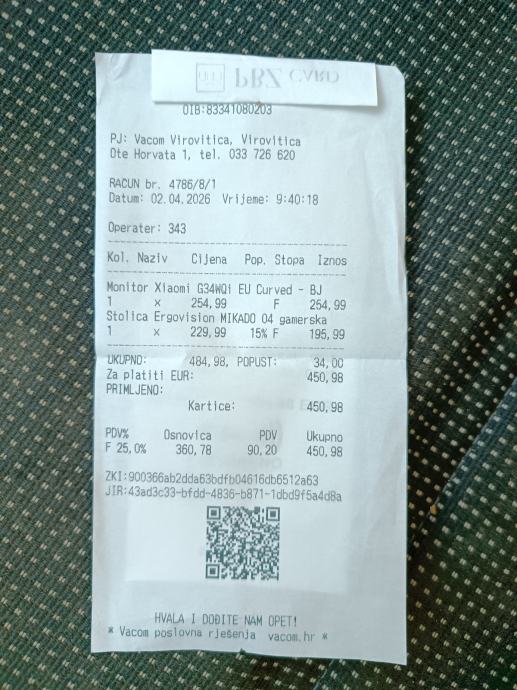 PBZ CARD
OIB:83341080203
PJ: Vacom Virovitica, Virovitica
Ote Horvata 1, tel. 033 726 620
RACUN br. 4786/8/1
Datum: 02.04.2026 Vrijeme: 9:40:18
Operater: 343
Kol. Naziv Cijena Pop. Stopa Iznos
Monitor Xiaomi G34WQi EU Curved - BJ
1 x 254,99 F 254,99
Stolica Ergovision MIKADO 04 gamerska
1 x 229,99 15% F 195,99
UKUPNO: 484,98, POPUST: 34,00
Za platiti EUR: 450,98
PRIMLJENO:
Kartice: 450,98
PDV% Osnovica PDV Ukupno
F 25,0% 360,78 90,20 450,98
ZKI:900366ab2dda63bdfb04616db6512a63
JIR:43ad3c33-bfdd-4836-b871-1dbd9f5a4d8a
HVALA I DOĐITE NAM OPET!
* Vacom poslovna rješenja vacom.hr *